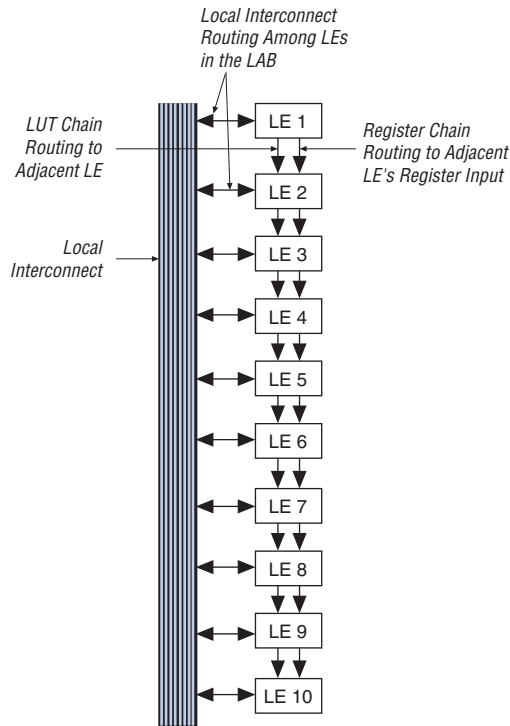 Local Interconnect
Routing Among LEs
in the LAB
LUT Chain
Routing to
Adjacent LE
Register Chain
Routing to Adjacent
LE's Register Input
Local
Interconnect
LE 1
LE 2
LE 3
LE 4
LE 5
LE 6
LE 7
LE 8
LE 9
LE 10